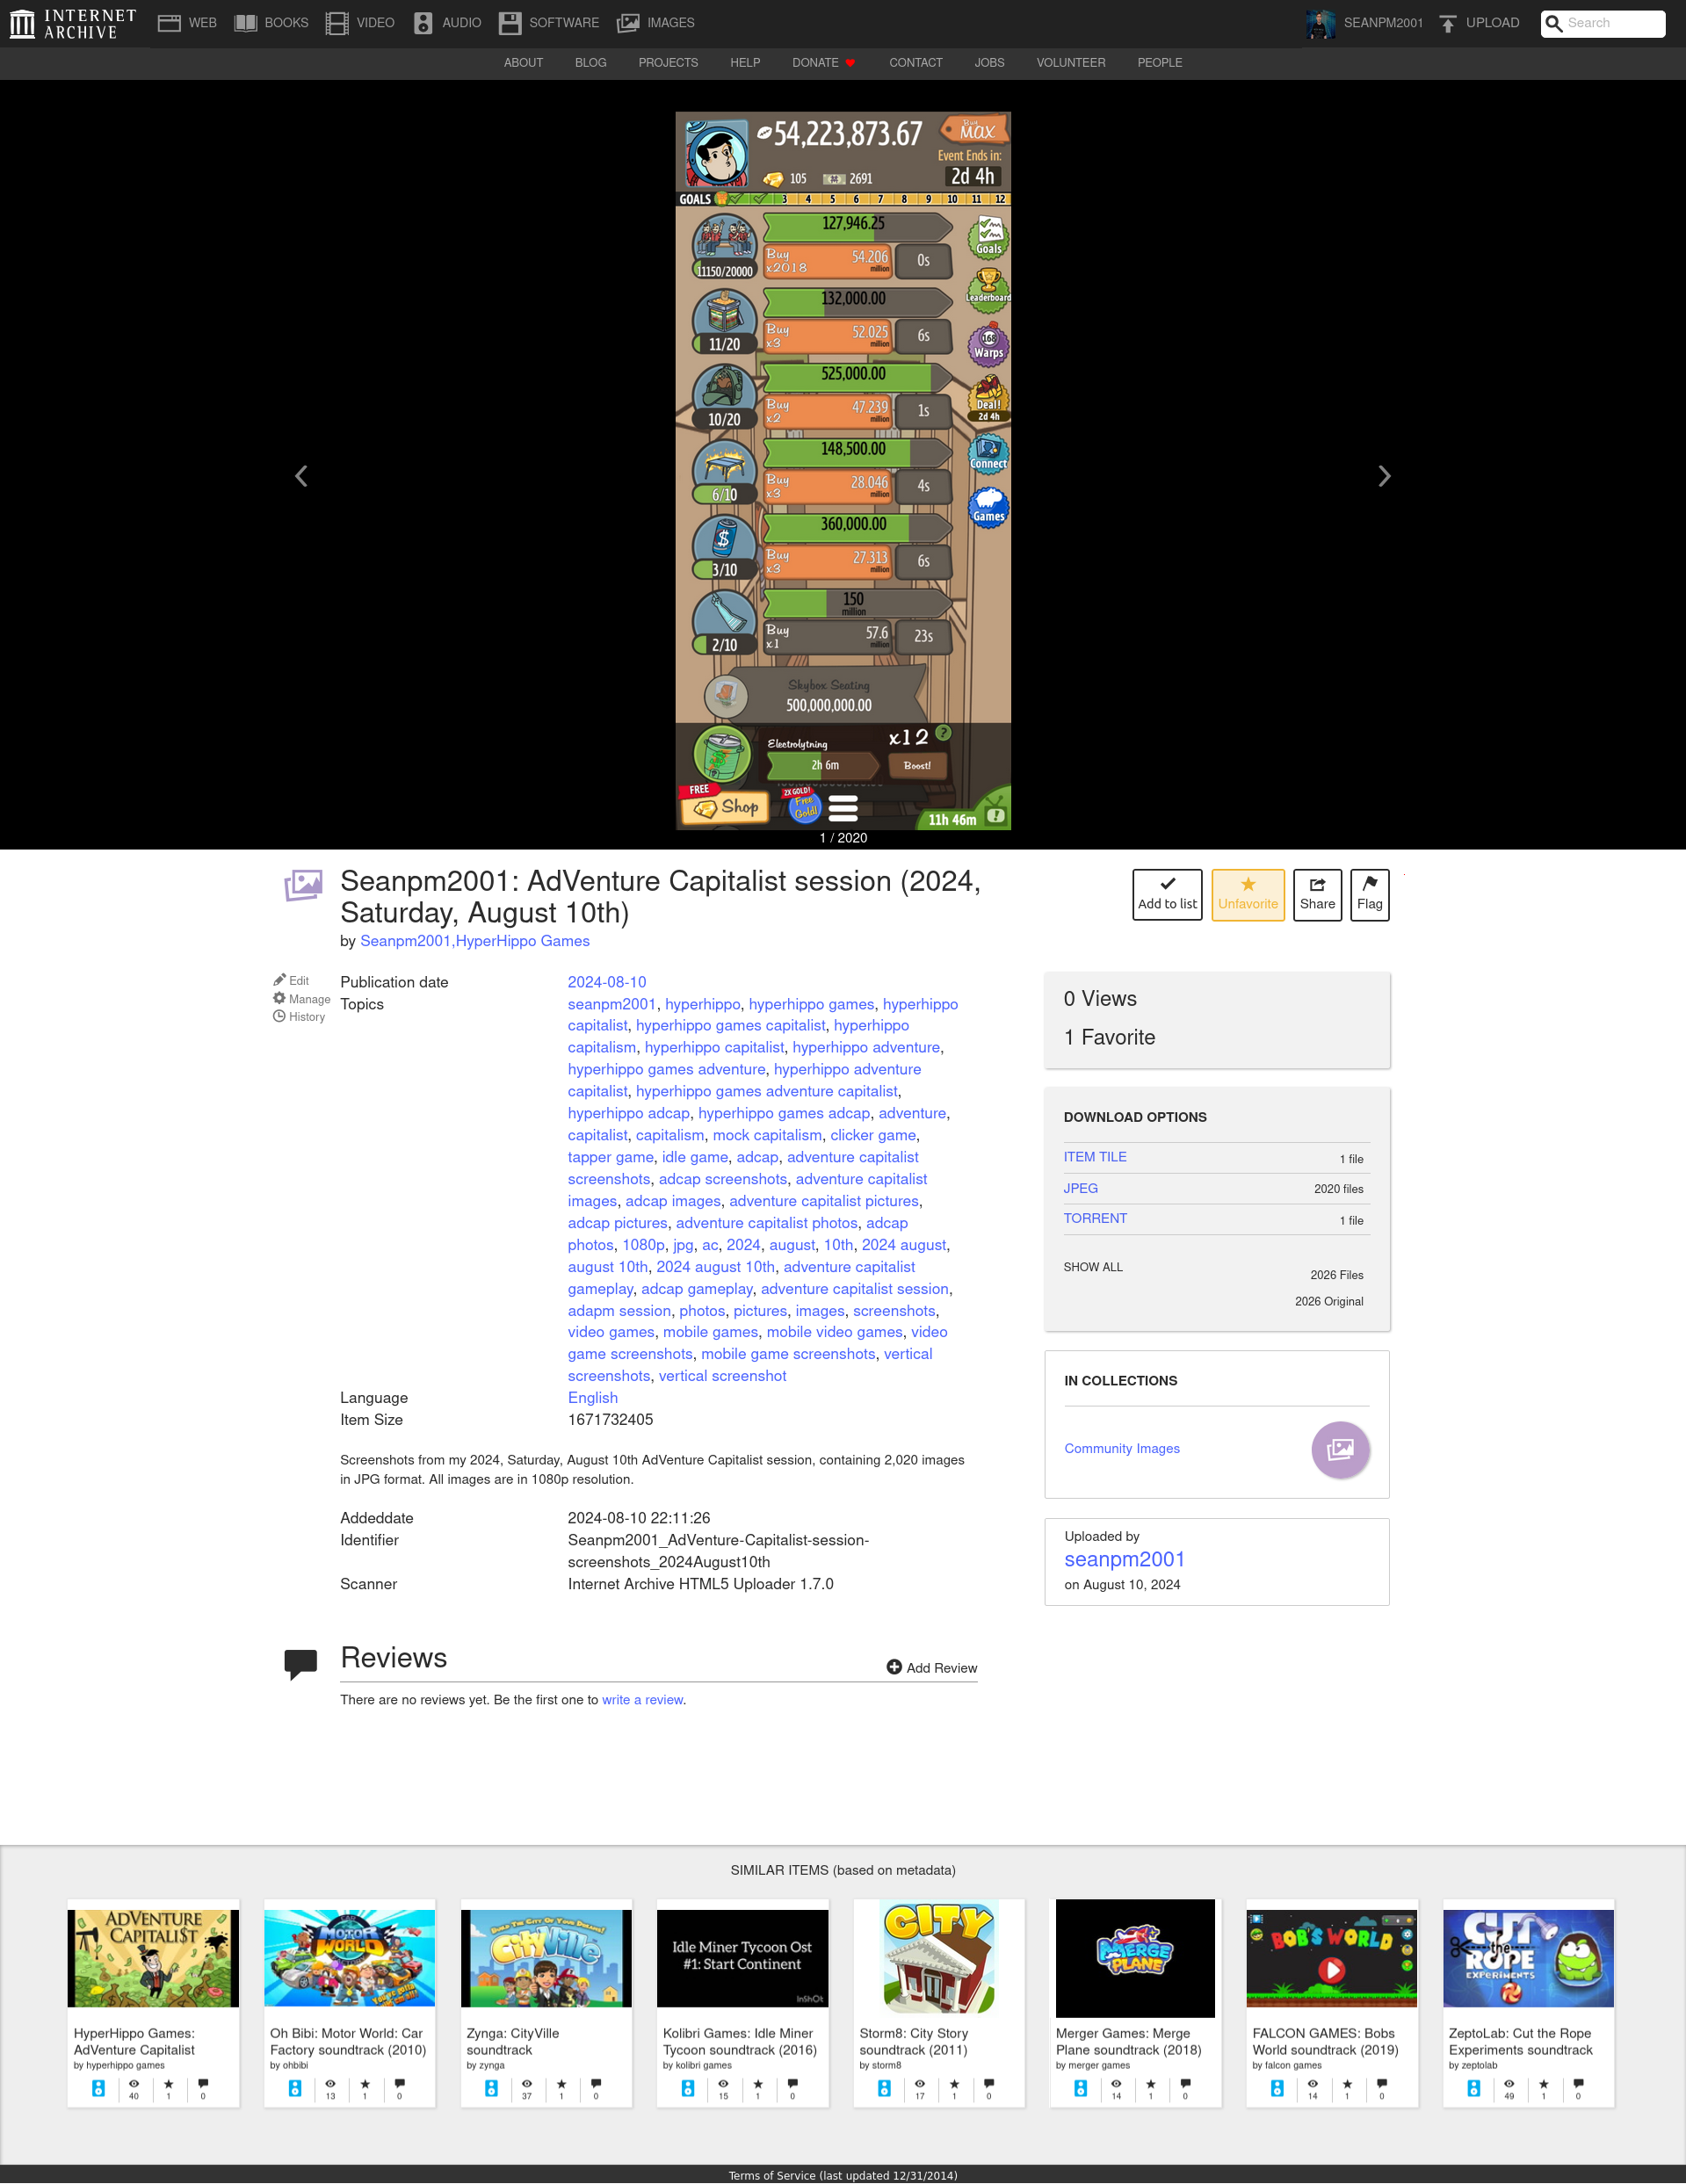 INTERNET ARCHIVE
WEB BOOKS VIDEO AUDIO SOFTWARE IMAGES SEANPM2001 UPLOAD Search
ABOUT BLOG PROJECTS HELP DONATE CONTACT JOBS VOLUNTEER PEOPLE
54,223,873.67
Buy MAX
Event Ends in:
105 2691 2d 4h
GOALS 3 4 5 6 7 8 9 10 11 12
127,946.25
Goals
11150/20000 Buy x2018 54.206 million 0s
Leaderboard
132,000.00
11/20 Buy x3 52.025 million 6s
168 Warps
525,000.00
Deal! 2d 4h
10/20 Buy x2 47.239 million 1s
148,500.00
Connect
6/10 Buy x3 28.046 million 4s
Games
360,000.00
3/10 Buy x3 27.313 million 6s
150 million
2/10 Buy x1 57.6 million 23s
Skybox Seating
500,000,000.00
Electrolytning x12 ?
2h 6m Boost!
FREE Shop 2X GOLD! Free Gold! 11h 46m
1 / 2020
Seanpm2001: AdVenture Capitalist session (2024,
Saturday, August 10th)
by Seanpm2001,HyperHippo Games
Add to list Unfavorite Share Flag
Edit
Manage
History
Publication date 2024-08-10
Topics seanpm2001, hyperhippo, hyperhippo games, hyperhippo
capitalist, hyperhippo games capitalist, hyperhippo
capitalism, hyperhippo capitalist, hyperhippo adventure,
hyperhippo games adventure, hyperhippo adventure
capitalist, hyperhippo games adventure capitalist,
hyperhippo adcap, hyperhippo games adcap, adventure,
capitalist, capitalism, mock capitalism, clicker game,
tapper game, idle game, adcap, adventure capitalist
screenshots, adcap screenshots, adventure capitalist
images, adcap images, adventure capitalist pictures,
adcap pictures, adventure capitalist photos, adcap
photos, 1080p, jpg, ac, 2024, august, 10th, 2024 august,
august 10th, 2024 august 10th, adventure capitalist
gameplay, adcap gameplay, adventure capitalist session,
adapm session, photos, pictures, images, screenshots,
video games, mobile games, mobile video games, video
game screenshots, mobile game screenshots, vertical
screenshots, vertical screenshot
Language English
Item Size 1671732405
Screenshots from my 2024, Saturday, August 10th AdVenture Capitalist session, containing 2,020 images
in JPG format. All images are in 1080p resolution.
Addeddate 2024-08-10 22:11:26
Identifier Seanpm2001_AdVenture-Capitalist-session-
screenshots_2024August10th
Scanner Internet Archive HTML5 Uploader 1.7.0
0 Views
1 Favorite
DOWNLOAD OPTIONS
ITEM TILE 1 file
JPEG 2020 files
TORRENT 1 file
SHOW ALL 2026 Files
2026 Original
IN COLLECTIONS
Community Images
Uploaded by
seanpm2001
on August 10, 2024
Reviews
Add Review
There are no reviews yet. Be the first one to write a review.
SIMILAR ITEMS (based on metadata)
ADVENTURE CAPITALI$T
HyperHippo Games:
AdVenture Capitalist
by hyperhippo games
40 1 0
MOTOR WORLD
Oh Bibi: Motor World: Car
Factory soundtrack (2010)
by ohbibi
13 1 0
BUILD THE CITY OF YOUR DREAMS!
CityVille
Zynga: CityVille
soundtrack
by zynga
37 1 0
Idle Miner Tycoon Ost
#1: Start Continent
InShOt
Kolibri Games: Idle Miner
Tycoon soundtrack (2016)
by kolibri games
15 1 0
CITY
Storm8: City Story
soundtrack (2011)
by storm8
17 1 0
MERGE PLANE
Merger Games: Merge
Plane soundtrack (2018)
by merger games
14 1 0
BOB'S WORLD
FALCON GAMES: Bobs
World soundtrack (2019)
by falcon games
14 1 0
CUT the ROPE EXPERIMENTS
ZeptoLab: Cut the Rope
Experiments soundtrack
by zeptolab
49 1 0
Terms of Service (last updated 12/31/2014)